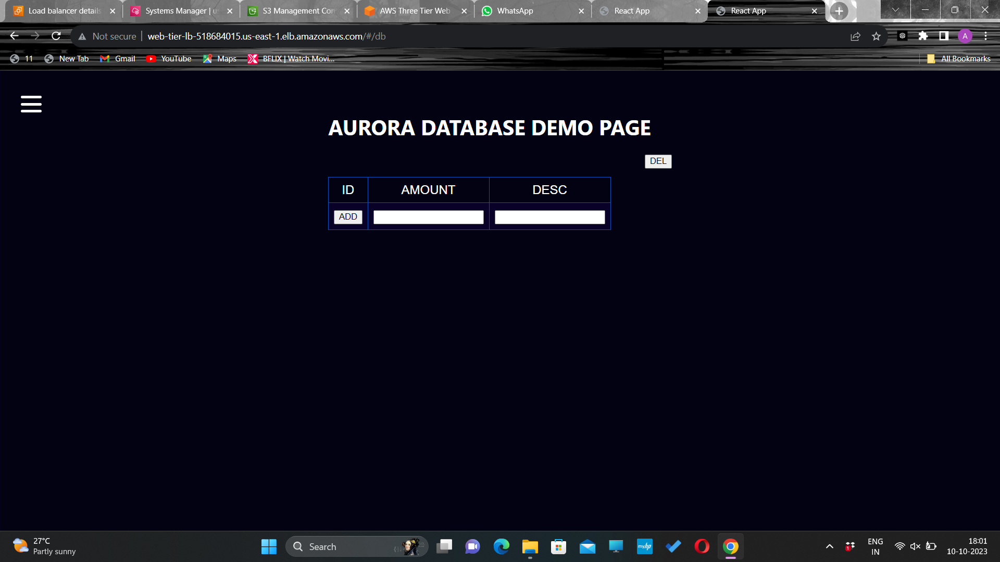 Load balancer details
Systems Manager | u
S3 Management Con
AWS Three Tier Web
WhatsApp
React App
React App
Not secure
web-tier-lb-518684015.us-east-1.elb.amazonaws.com/#/db
A
11
New Tab
Gmail
YouTube
Maps
BFLIX | Watch Movi...
All Bookmarks
AURORA DATABASE DEMO PAGE
DEL
ID AMOUNT DESC
ADD
27°C
Partly sunny
Search
myhp
1
ENG
IN
18:01
10-10-2023